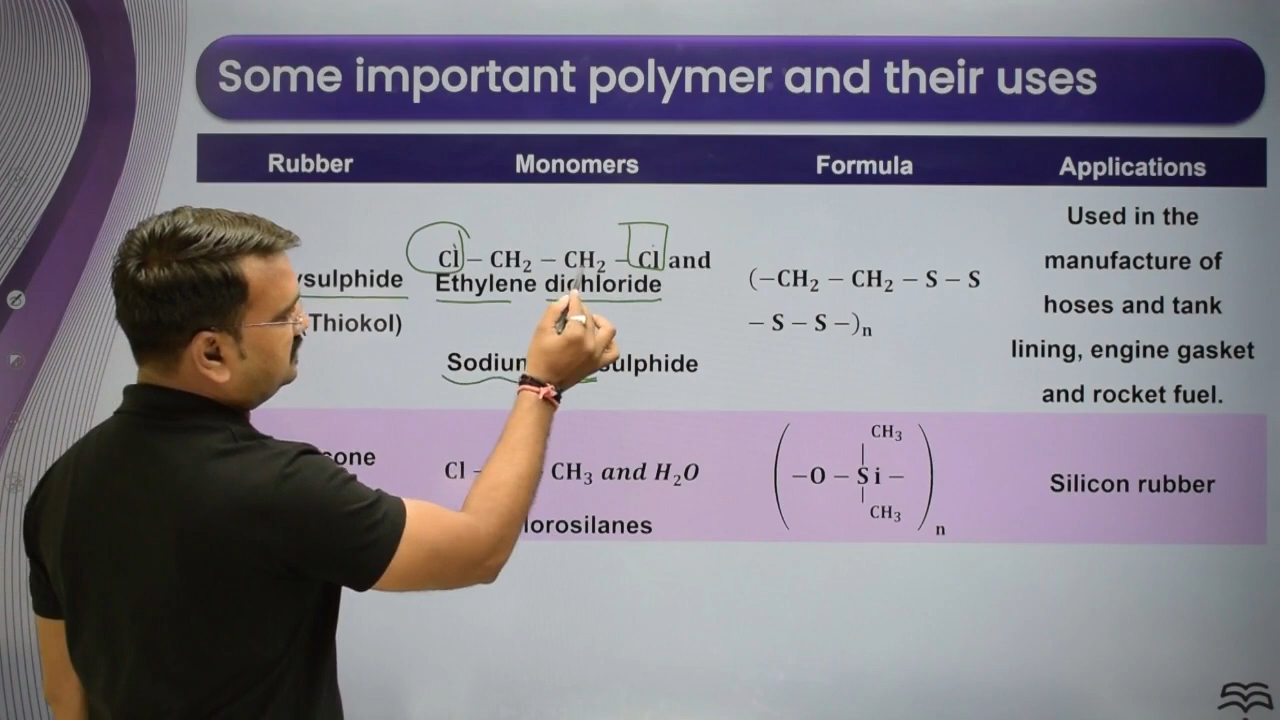 Some important polymer and their uses
Rubber Monomers Formula Applications
Cl – CH₂ – CH₂ – Cl and
Ethylene dichloride
ysulphide
(Thiokol)
Sodium sulphide
(–CH₂ – CH₂ – S – S
– S – S –)ₙ
Used in the
manufacture of
hoses and tank
lining, engine gasket
and rocket fuel.
one
Cl – CH₃ and H₂O
lorosilanes
CH₃
–O – Si –
CH₃
n
Silicon rubber